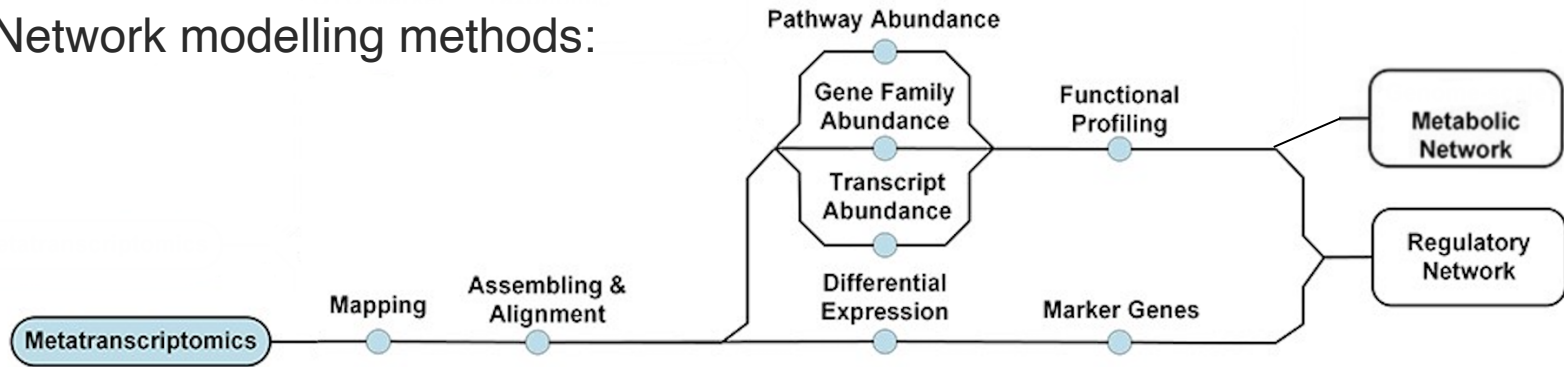 Network modelling methods:
Pathway Abundance
Gene Family
Abundance
Functional
Profiling
Metabolic
Network
Transcript
Abundance
Regulatory
Network
Differential
Expression
Marker Genes
Assembling &
Alignment
Mapping
Metatranscriptomics